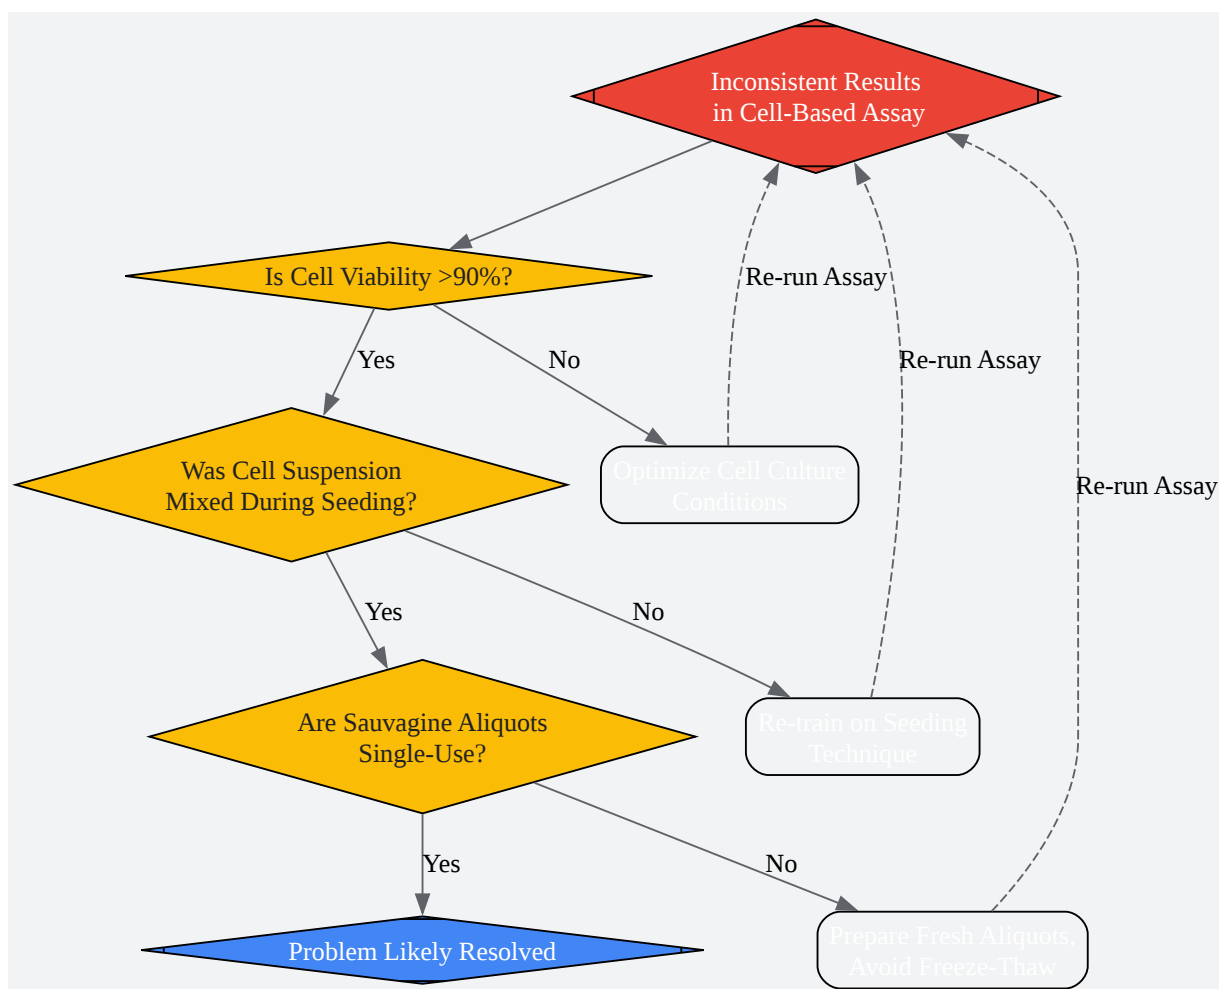 Inconsistent Results
in Cell-Based Assay
Is Cell Viability >90%?
Re-run Assay
Yes
No
Re-run Assay
Was Cell Suspension
Mixed During Seeding?
Optimize Cell Culture
Conditions
Re-run Assay
Yes
No
Are Sauvagine Aliquots
Single-Use?
Re-train on Seeding
Technique
Yes
No
Problem Likely Resolved
Prepare Fresh Aliquots,
Avoid Freeze-Thaw